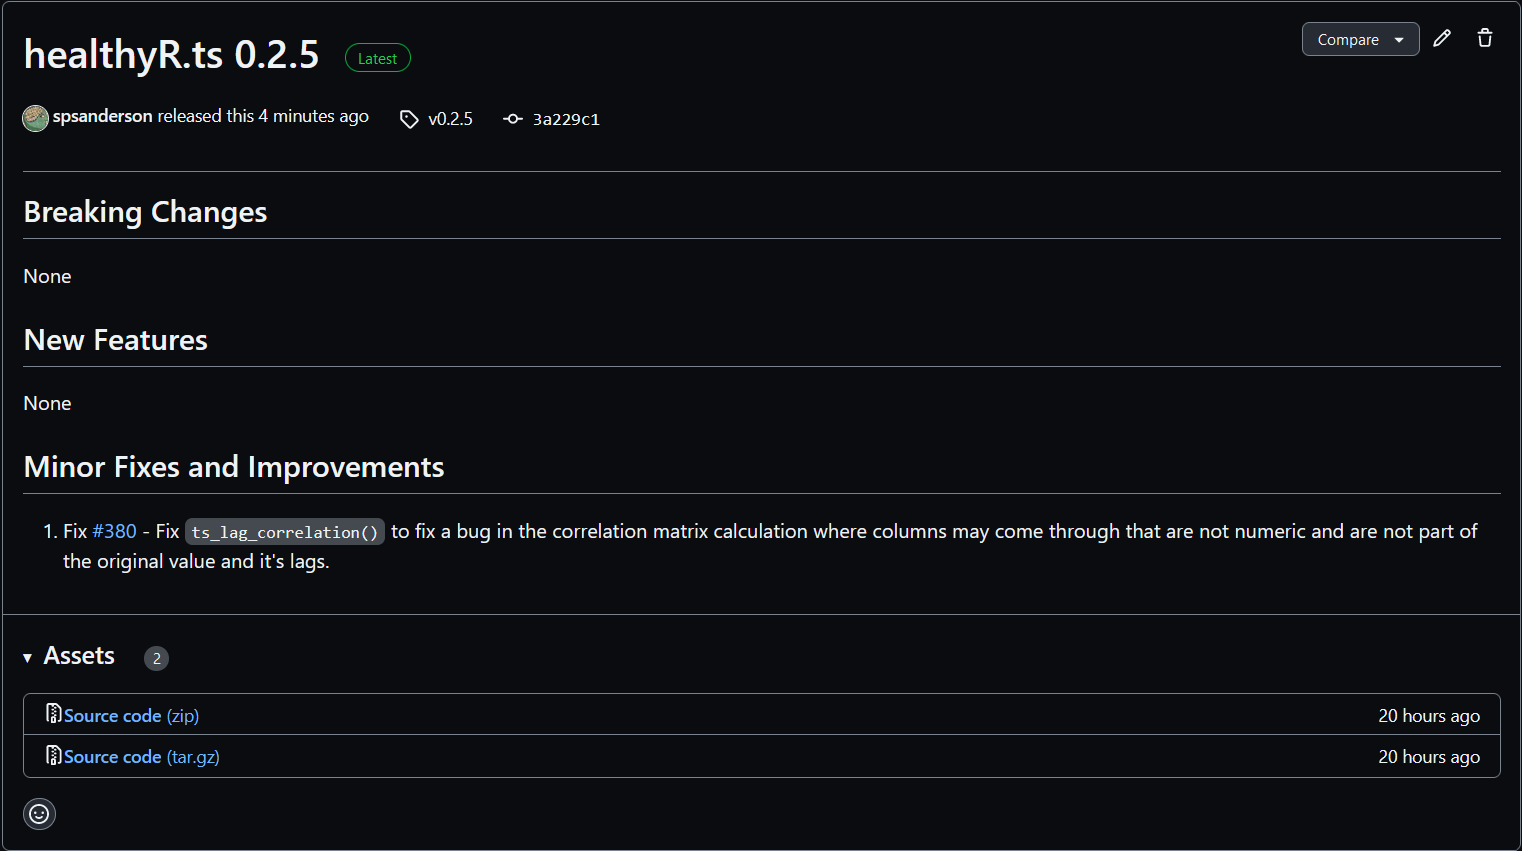 healthyR.ts 0.2.5 Latest Compare
spsanderson released this 4 minutes ago v0.2.5 3a229c1
Breaking Changes
None
New Features
None
Minor Fixes and Improvements
1. Fix #380 - Fix ts_lag_correlation() to fix a bug in the correlation matrix calculation where columns may come through that are not numeric and are not part of
the original value and it's lags.
Assets 2
Source code (zip) 20 hours ago
Source code (tar.gz) 20 hours ago